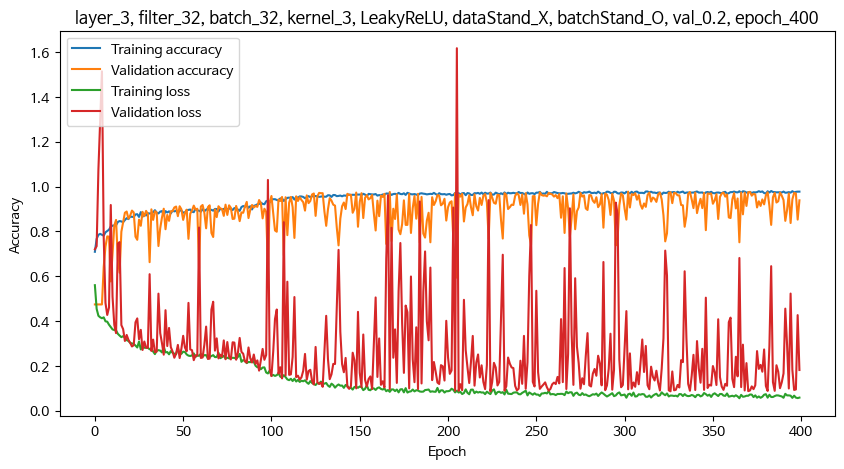 layer_3, filter_32, batch_32, kernel_3, LeakyReLU, dataStand_X, batchStand_O, val_0.2, epoch_400
Training accuracy
Validation accuracy
Training loss
Validation loss
Accuracy
1.6
1.4
1.2
1.0
0.8
0.6
0.4
0.2
0.0
0
50
100
150
200
250
300
350
400
Epoch